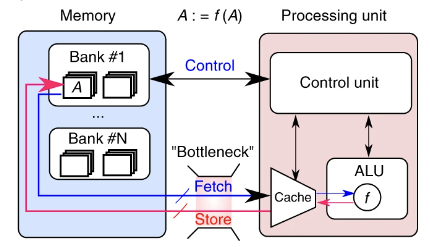 Memory
A := f (A)
Processing unit
Bank #1
A
Control
Control unit
...
Bank #N
"Bottleneck"
ALU
Fetch
Cache
f
Store